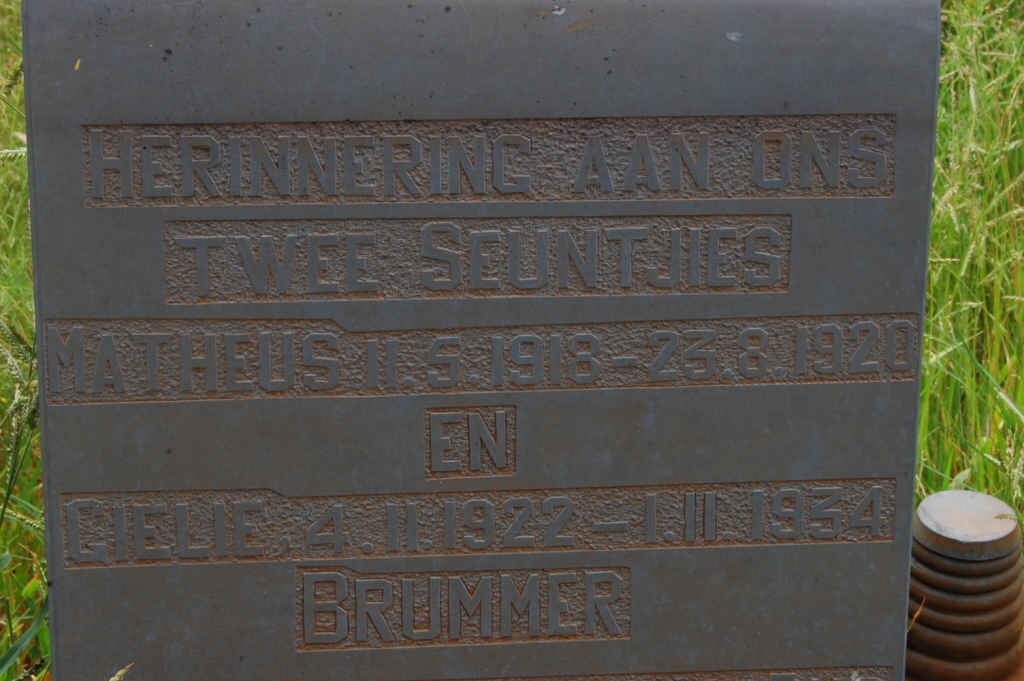 HERINNERING AAN ONS
TWEE SEUNTJIES
MATHEUS 11.5.1918-23.8.1920
EN
GIELIE, 4.11.1922-1.11.1934
BRUMMER